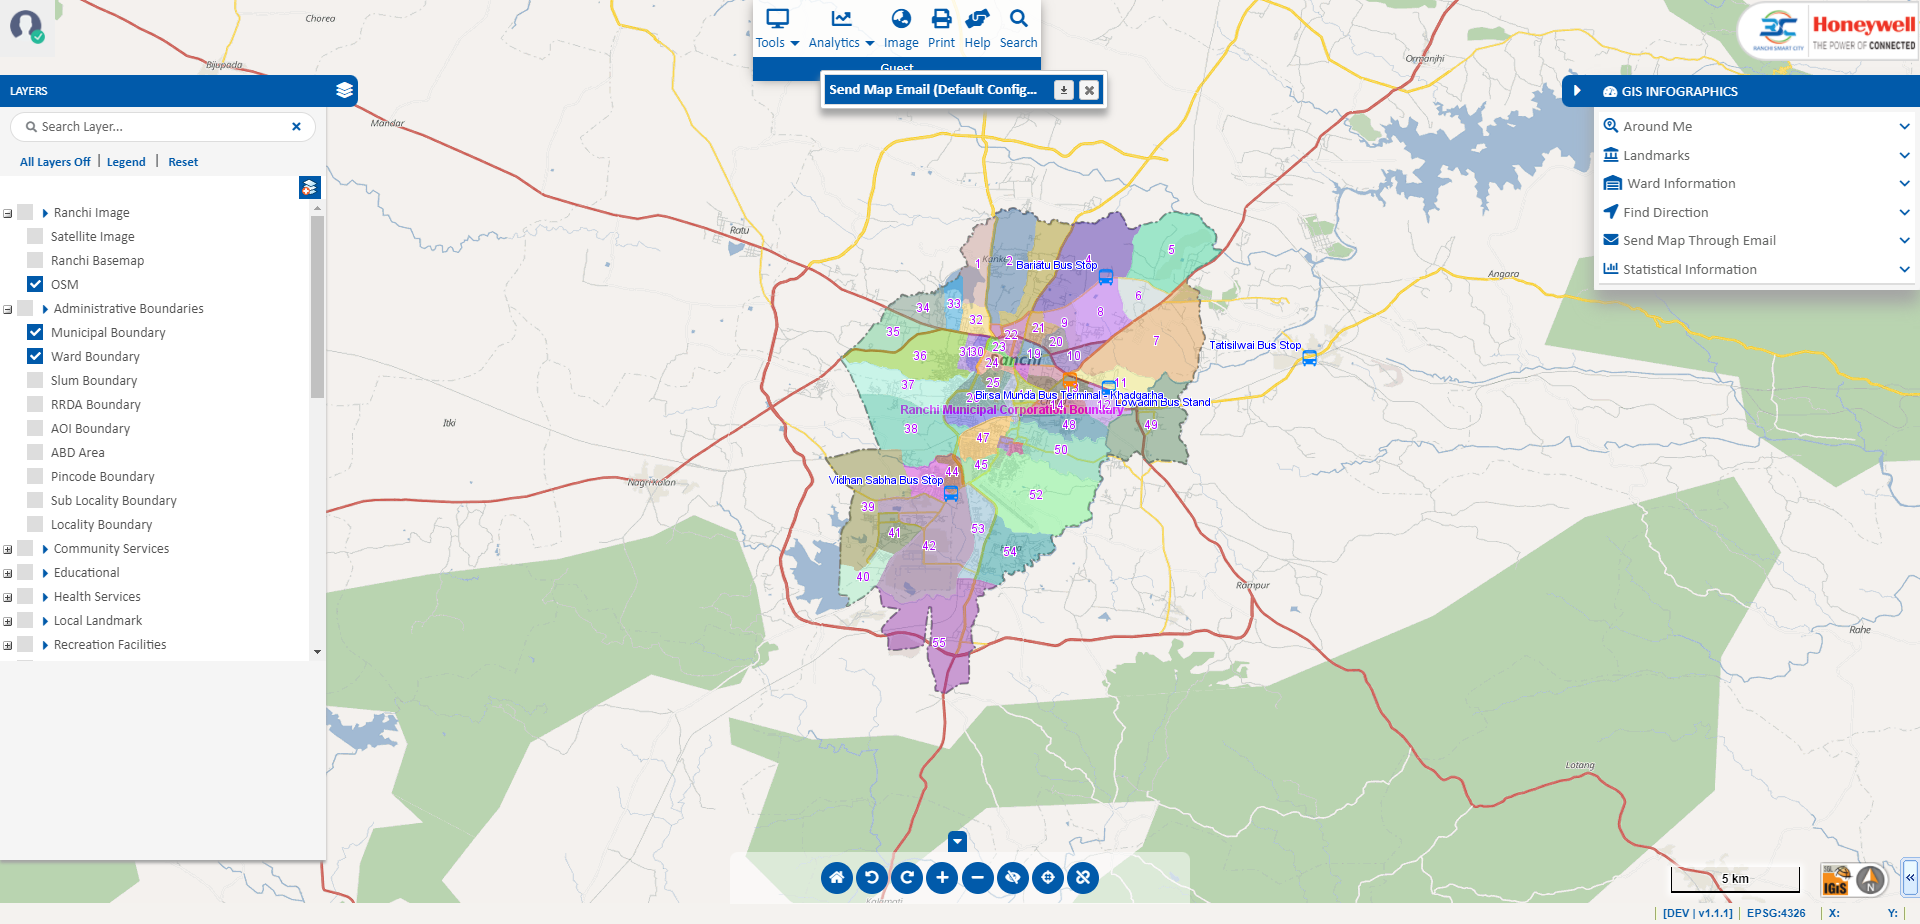 Tools
Analytics
Image
Print
Help
Search
Guest
Send Map Email (Default Config...
RANCHI SMART CITY
Honeywell
THE POWER OF CONNECTED
LAYERS
Search Layer...
All Layers Off
Legend
Reset
Ranchi Image
Satellite Image
Ranchi Basemap
OSM
Administrative Boundaries
Municipal Boundary
Ward Boundary
Slum Boundary
RRDA Boundary
AOI Boundary
ABD Area
Pincode Boundary
Sub Locality Boundary
Locality Boundary
Community Services
Educational
Health Services
Local Landmark
Recreation Facilities
GIS INFOGRAPHICS
Around Me
Landmarks
Ward Information
Find Direction
Send Map Through Email
Statistical Information
Chorea
Bijupada
Mandar
Ratu
Itki
Nagri Kalan
Ormanjhi
Angara
Rampur
Rahe
Lotang
Kalamati
Bariatu Bus Stop
Tatisilwai Bus Stop
Birsa Munda Bus Terminal - Khadgarha
Lowadih Bus Stand
Ranchi Municipal Corporation Boundary
Vidhan Sabha Bus Stop
1
2
4
5
6
7
8
9
10
11
19
20
21
22
23
24
25
30
31
32
33
34
35
36
37
38
39
40
41
42
44
45
47
48
49
50
52
53
54
55
5 km
IGiS
N
[DEV | v1.1.1]
EPSG:4326
X:
Y: